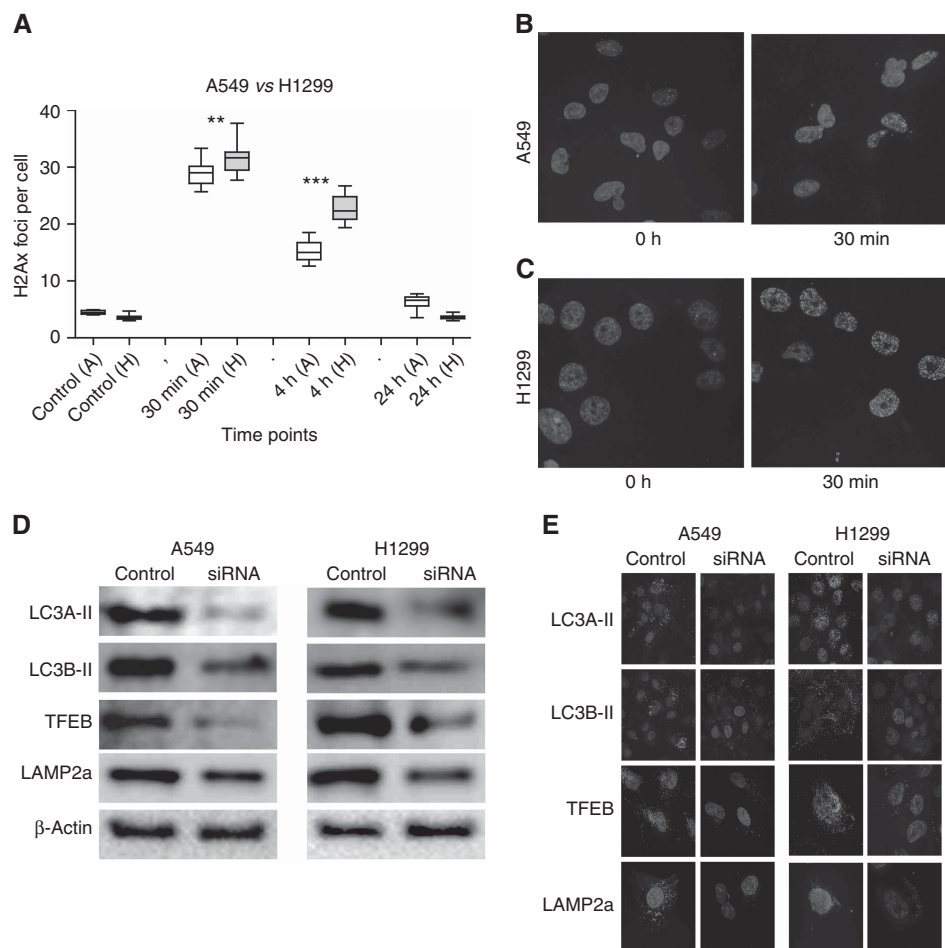 A
A549 vs H1299
H2Ax foci per cell
40
30
20
10
0
**
***
Control (A)
Control (H)
30 min (A)
30 min (H)
4 h (A)
4 h (H)
24 h (A)
24 h (H)
Time points
B
A549
0 h
30 min
C
H1299
0 h
30 min
D
A549
H1299
Control
siRNA
Control
siRNA
LC3A-II
LC3B-II
TFEB
LAMP2a
β-Actin
E
A549
H1299
Control
siRNA
Control
siRNA
LC3A-II
LC3B-II
TFEB
LAMP2a